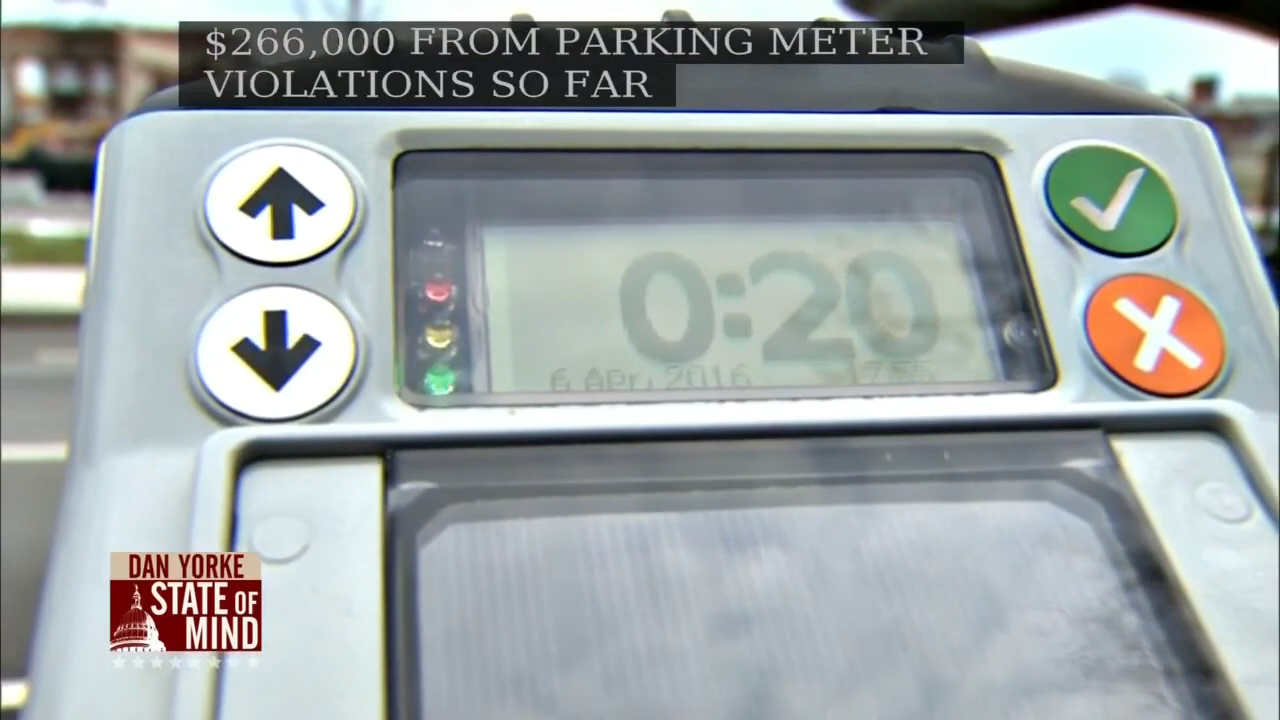 $266,000 FROM PARKING METER
VIOLATIONS SO FAR
0:20
6 Apr 2016
DAN YORKE
STATE OF
MIND